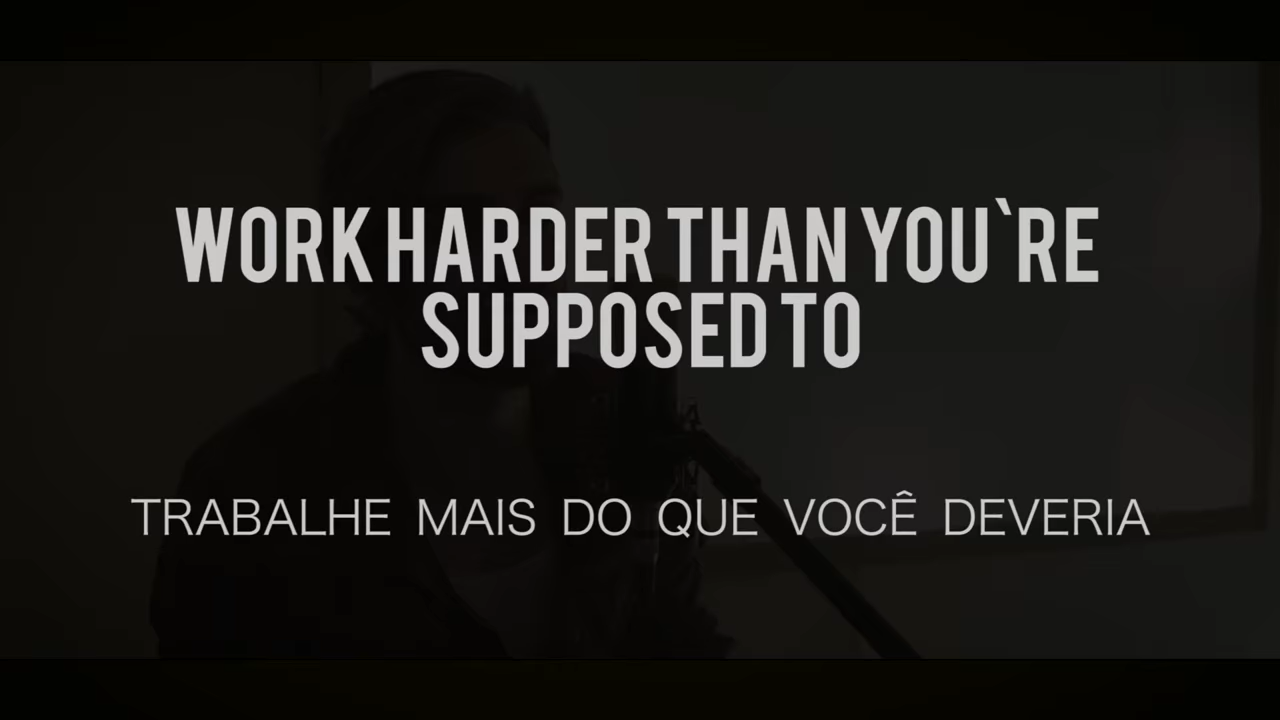 WORK HARDER THAN YOU`RE
SUPPOSED TO
TRABALHE MAIS DO QUE VOCÊ DEVERIA